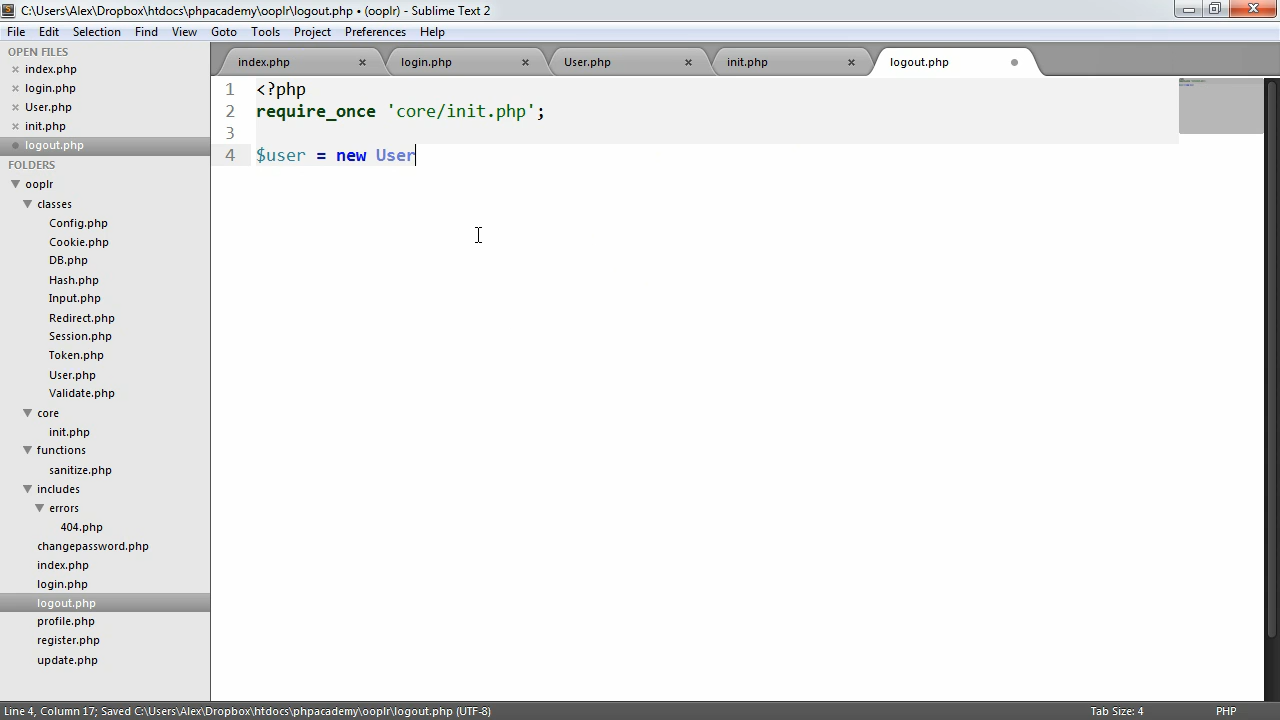 C:\Users\Alex\Dropbox\htdocs\phpacademy\ooplr\logout.php • (ooplr) - Sublime Text 2
File Edit Selection Find View Goto Tools Project Preferences Help
OPEN FILES
index.php
login.php
User.php
init.php
logout.php
FOLDERS
ooplr
classes
Config.php
Cookie.php
DB.php
Hash.php
Input.php
Redirect.php
Session.php
Token.php
User.php
Validate.php
core
init.php
functions
sanitize.php
includes
errors
404.php
changepassword.php
index.php
login.php
logout.php
profile.php
register.php
update.php
index.php login.php User.php init.php logout.php
1 <?php
2 require_once 'core/init.php';
3
4 $user = new User
Line 4, Column 17; Saved C:\Users\Alex\Dropbox\htdocs\phpacademy\ooplr\logout.php (UTF-8) Tab Size: 4 PHP